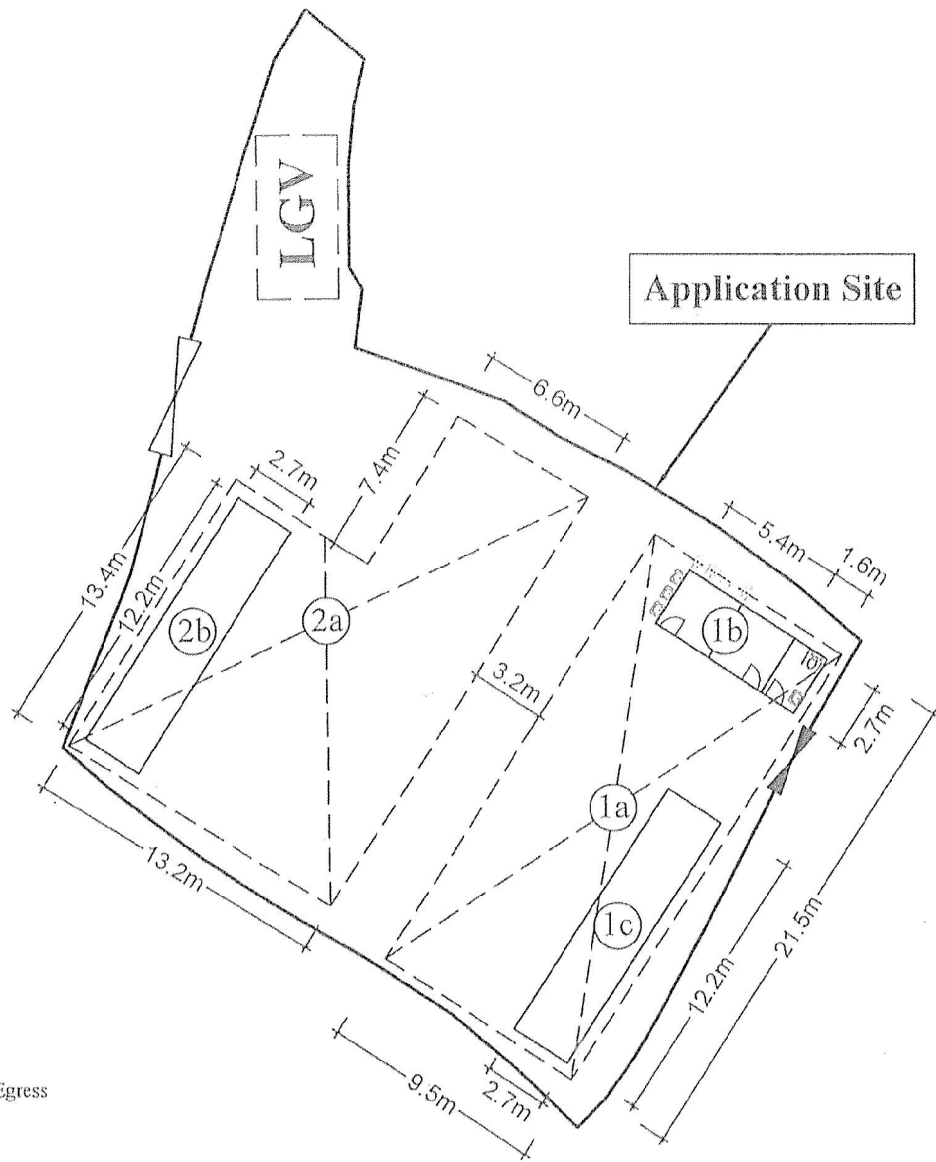 LGV
Application Site
6.6m
7.4m
2.7m
5.4m
1.6m
13.4m
12.2m
2b
2a
1b
3.2m
2.7m
1a
1c
13.2m
21.5m
12.2m
9.5m
2.7m
Egress